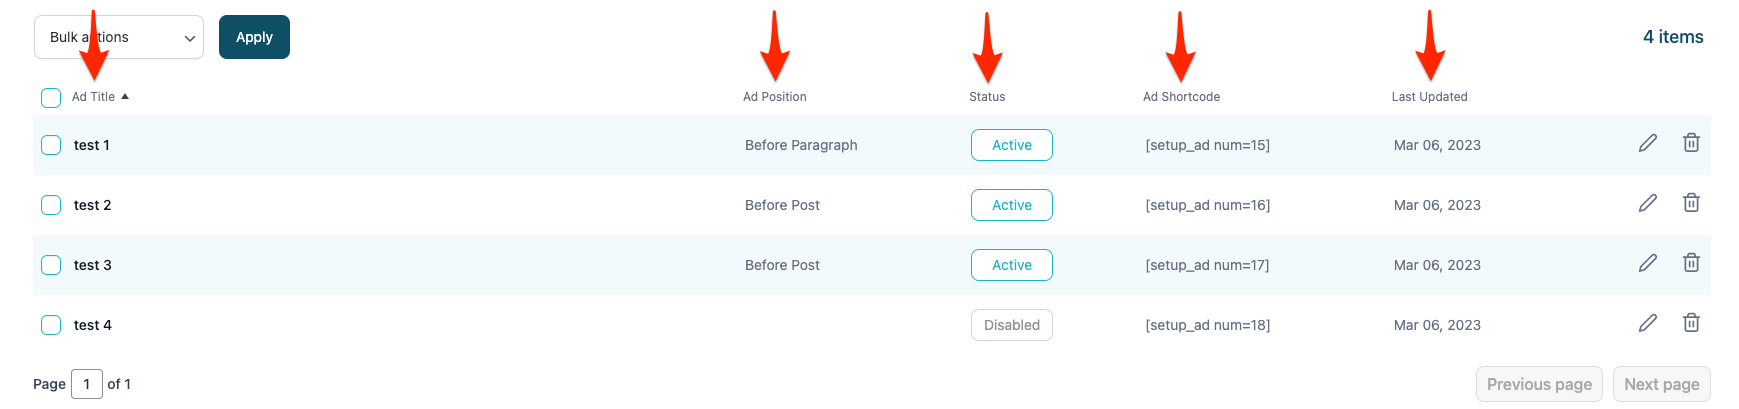 Bulk actions Apply 4 items
Ad Title Ad Position Status Ad Shortcode Last Updated
test 1 Before Paragraph Active [setup_ad num=15] Mar 06, 2023
test 2 Before Post Active [setup_ad num=16] Mar 06, 2023
test 3 Before Post Active [setup_ad num=17] Mar 06, 2023
test 4 Disabled [setup_ad num=18] Mar 06, 2023
Page 1 of 1 Previous page Next page